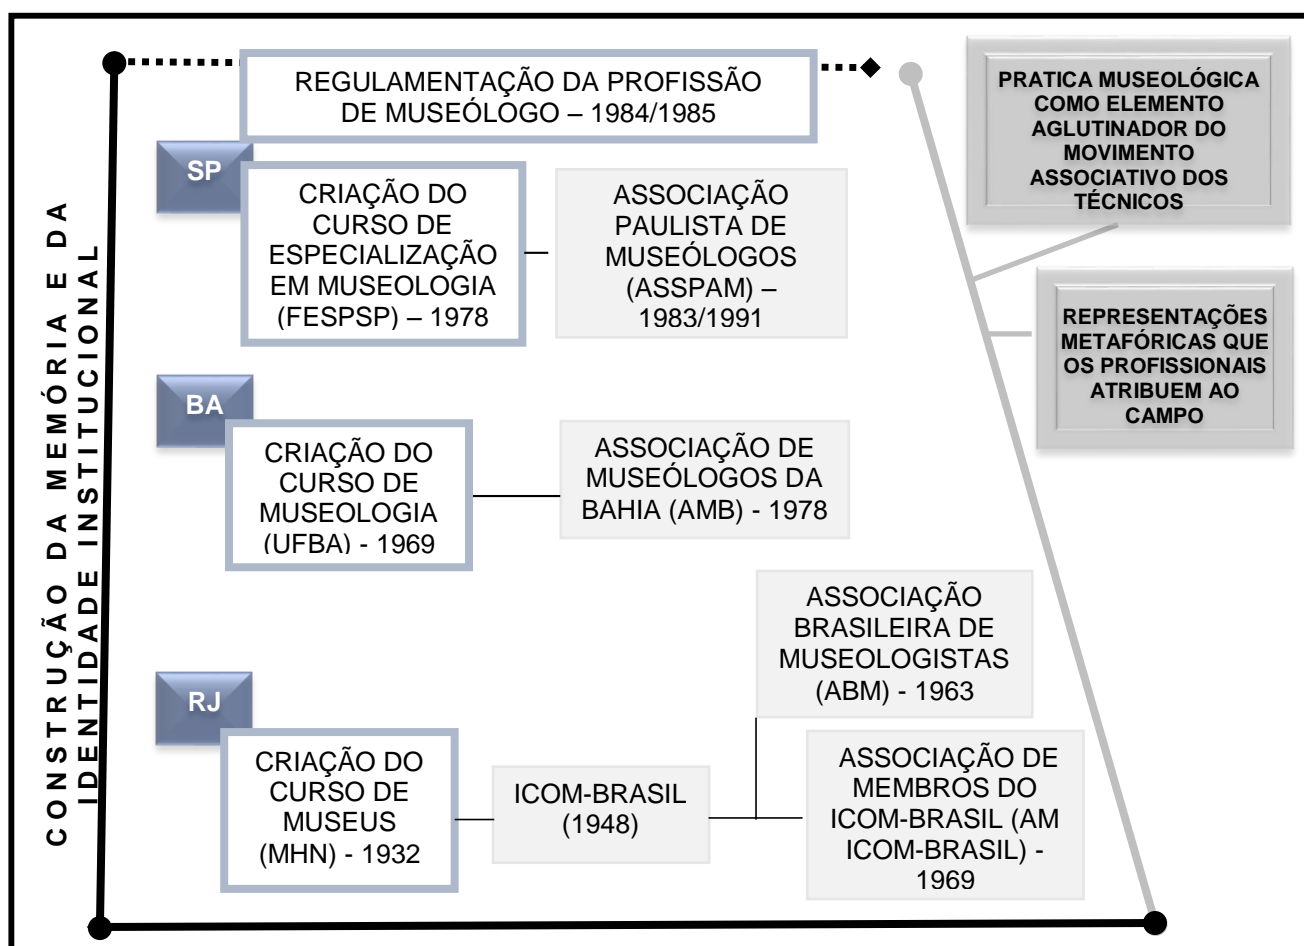 CONSTRUÇÃO DA MEMÓRIA E DA
IDENTIDADE INSTITUCIONAL
REGULAMENTAÇÃO DA PROFISSÃO
DE MUSEÓLOGO – 1984/1985
SP
CRIAÇÃO DO
CURSO DE
ESPECIALIZAÇÃO
EM MUSEOLOGIA
(FESPSP) – 1978
ASSOCIAÇÃO
PAULISTA DE
MUSEÓLOGOS
(ASSPAM) –
1983/1991
BA
CRIAÇÃO DO
CURSO DE
MUSEOLOGIA
(UFBA) - 1969
ASSOCIAÇÃO DE
MUSEÓLOGOS DA
BAHIA (AMB) - 1978
RJ
CRIAÇÃO DO
CURSO DE
MUSEUS
(MHN) - 1932
ICOM-BRASIL
(1948)
ASSOCIAÇÃO
BRASILEIRA DE
MUSEOLOGISTAS
(ABM) - 1963
ASSOCIAÇÃO DE
MEMBROS DO
ICOM-BRASIL (AM
ICOM-BRASIL) -
1969
PRATICA MUSEOLÓGICA
COMO ELEMENTO
AGLUTINADOR DO
MOVIMENTO
ASSOCIATIVO DOS
TÉCNICOS
REPRESENTAÇÕES
METAFÓRICAS QUE
OS PROFISSIONAIS
ATRIBUEM AO
CAMPO